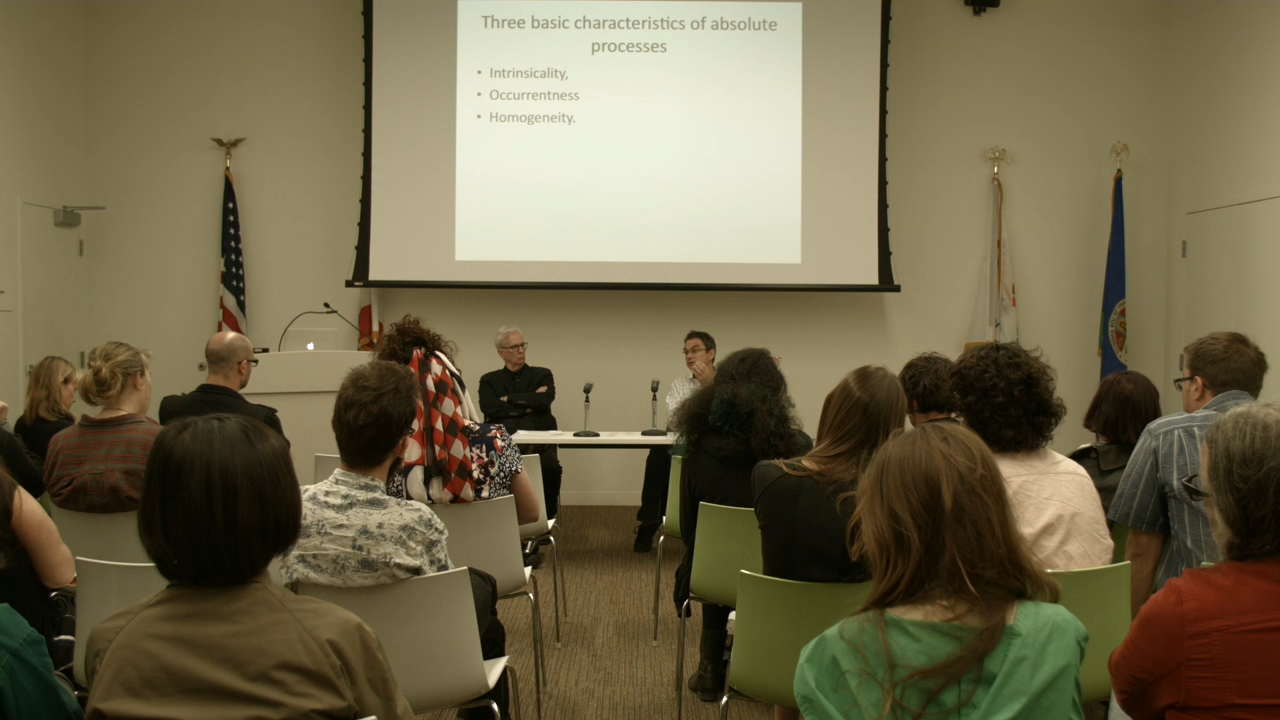 Three basic characteristics of absolute
processes
• Intrinsicality,
• Occurrentness
• Homogeneity.